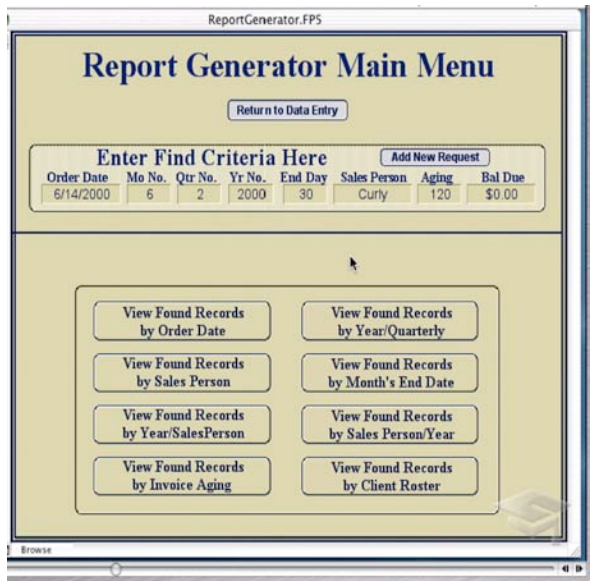 ReportGenerator.FP5
Report Generator Main Menu
Return to Data Entry
Enter Find Criteria Here
Add New Request
Order Date Mo No. Qtr No. Yr No. End Day Sales Person Aging Bal Due
6/14/2000 6 2 2000 30 Curly 120 $0.00
View Found Records
by Order Date
View Found Records
by Year/Quarterly
View Found Records
by Sales Person
View Found Records
by Month's End Date
View Found Records
by Year/SalesPerson
View Found Records
by Sales Person/Year
View Found Records
by Invoice Aging
View Found Records
by Client Roster
Browse